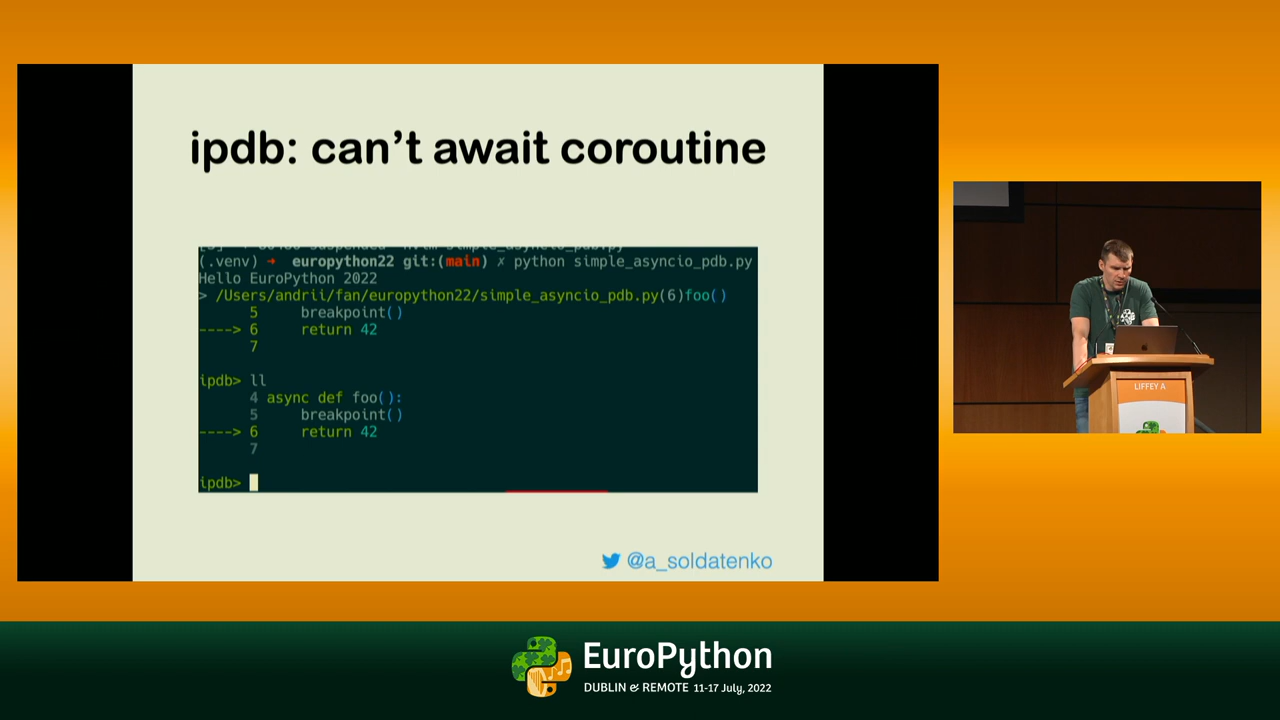 ipdb: can’t await coroutine
(.venv) → europython22 git:(main) ✗ python simple_asyncio_pdb.py
Hello EuroPython 2022
> /Users/andrii/fan/europython22/simple_asyncio_pdb.py(6)foo()
5     breakpoint()
----> 6     return 42
7
ipdb> ll
4 async def foo():
5     breakpoint()
----> 6     return 42
7
ipdb>
@a_soldatenko
LIFFEY A
EuroPython
DUBLIN & REMOTE 11-17 July, 2022